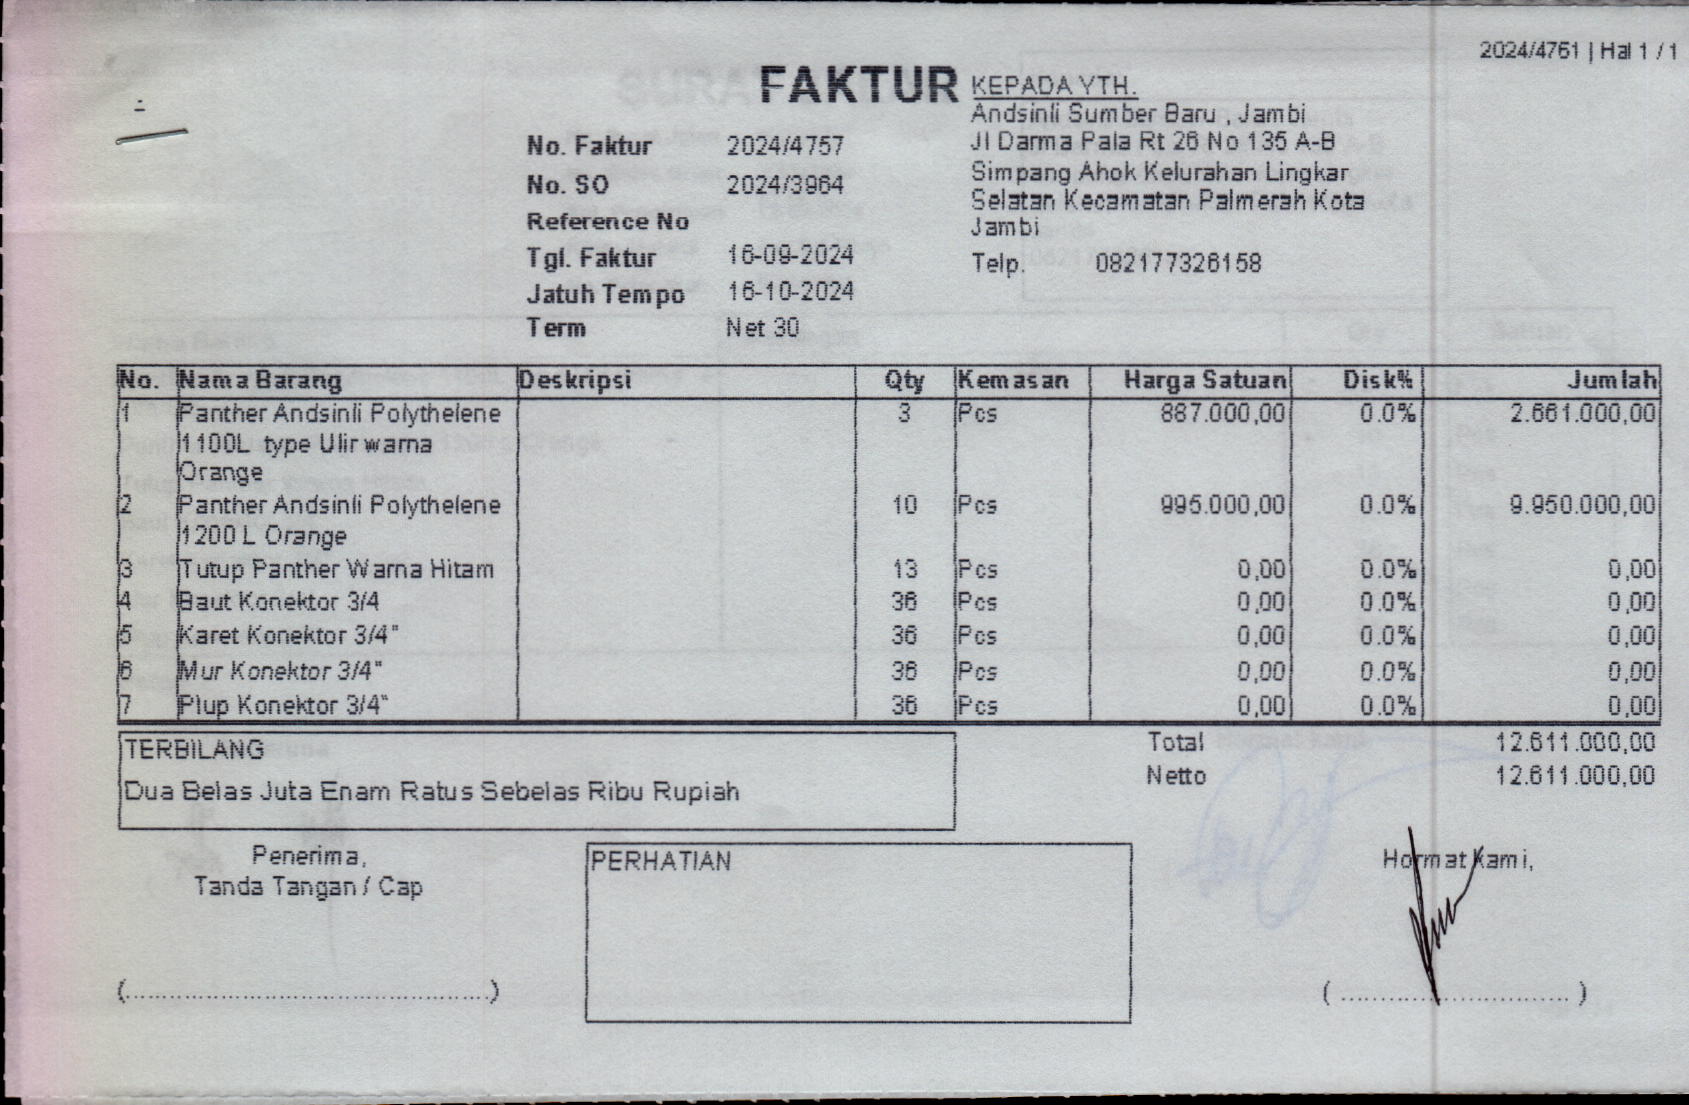 2024/4761 | Hal 1 / 1
FAKTUR
KEPADA YTH.
Andsinli Sumber Baru , Jambi
Jl Darma Pala Rt 26 No 135 A-B
Simpang Ahok Kelurahan Lingkar
Selatan Kecamatan Palmerah Kota
Jambi
Telp. 082177326158
No. Faktur 2024/4757
No. SO 2024/3964
Reference No
Tgl. Faktur 16-09-2024
Jatuh Tempo 16-10-2024
Term Net 30
No. Nama Barang Deskripsi Qty Kemasan Harga Satuan Disk% Jumlah
1 Panther Andsinli Polythelene 3 Pcs 887.000,00 0.0% 2.661.000,00
1100L type Ulir warna
Orange
2 Panther Andsinli Polythelene 10 Pcs 995.000,00 0.0% 9.950.000,00
1200 L Orange
3 Tutup Panther Warna Hitam 13 Pcs 0,00 0.0% 0,00
4 Baut Konektor 3/4 36 Pcs 0,00 0.0% 0,00
5 Karet Konektor 3/4" 36 Pcs 0,00 0.0% 0,00
6 Mur Konektor 3/4" 36 Pcs 0,00 0.0% 0,00
7 Plup Konektor 3/4" 36 Pcs 0,00 0.0% 0,00
TERBILANG
Dua Belas Juta Enam Ratus Sebelas Ribu Rupiah
Total 12.611.000,00
Netto 12.611.000,00
Penerima,
Tanda Tangan / Cap
PERHATIAN
Hormat Kami,
(..............................................)
( ............................. )